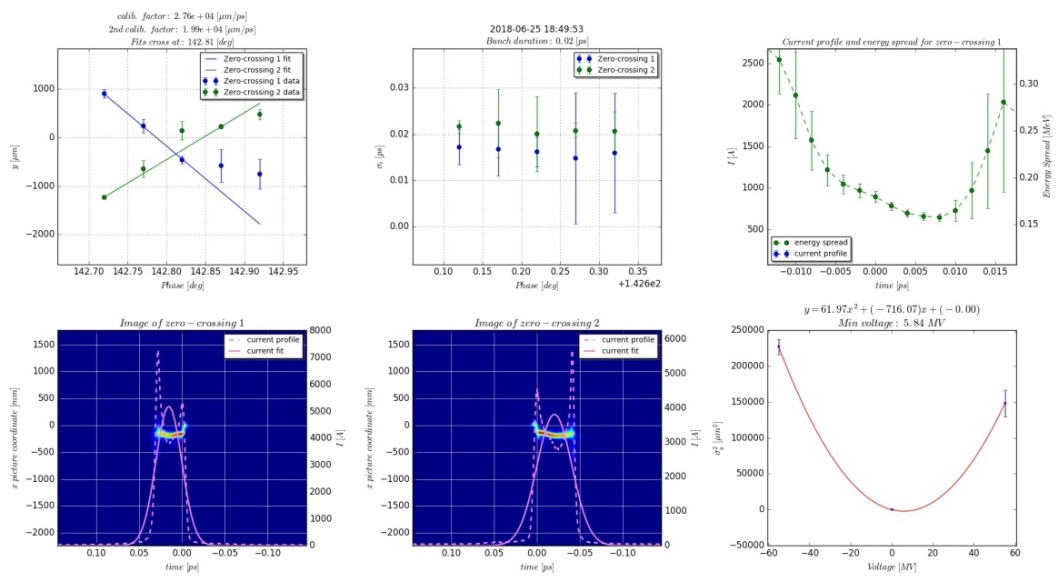 calib. factor: 2.76e+04 [μm/ps]
2nd calib. factor: 1.99e+04 [μm/ps]
Fits cross at: 142.81 [deg]
Zero-crossing 1 fit
Zero-crossing 2 fit
Zero-crossing 1 data
Zero-crossing 2 data
1000
0
−1000
−2000
y [μm]
142.70 142.75 142.80 142.85 142.90 142.95
Phase [deg]
2018-06-25 18:49:53
Banch duration: 0.02 [ps]
Zero-crossing 1
Zero-crossing 2
0.03
0.02
0.01
0.00
σt [ps]
0.10 0.15 0.20 0.25 0.30 0.35
+1.426e2
Phase [deg]
Current profile and energy spread for zero−crossing 1
2500
2000
1500
1000
500
I [A]
0.30
0.25
0.20
0.15
Energy Spread [MeV]
energy spread
current profile
−0.010 −0.005 0.000 0.005 0.010 0.015
time [ps]
Image of zero−crossing 1
current profile
current fit
1500
1000
500
0
−500
−1000
−1500
−2000
x picture coordinate [mm]
8000
7000
6000
5000
4000
3000
2000
1000
0
I [A]
0.10 0.05 0.00 −0.05 −0.10
time [ps]
Image of zero−crossing 2
current profile
current fit
1500
1000
500
0
−500
−1000
−1500
−2000
x picture coordinate [mm]
6000
5000
4000
3000
2000
1000
0
I [A]
0.10 0.05 0.00 −0.05 −0.10
time [ps]
y = 61.97x² + (−716.07)x + (−0.00)
Min voltage: 5.84 MV
250000
200000
150000
100000
50000
0
−50000
−60 −40 −20 0 20 40 60
Voltage [MV]